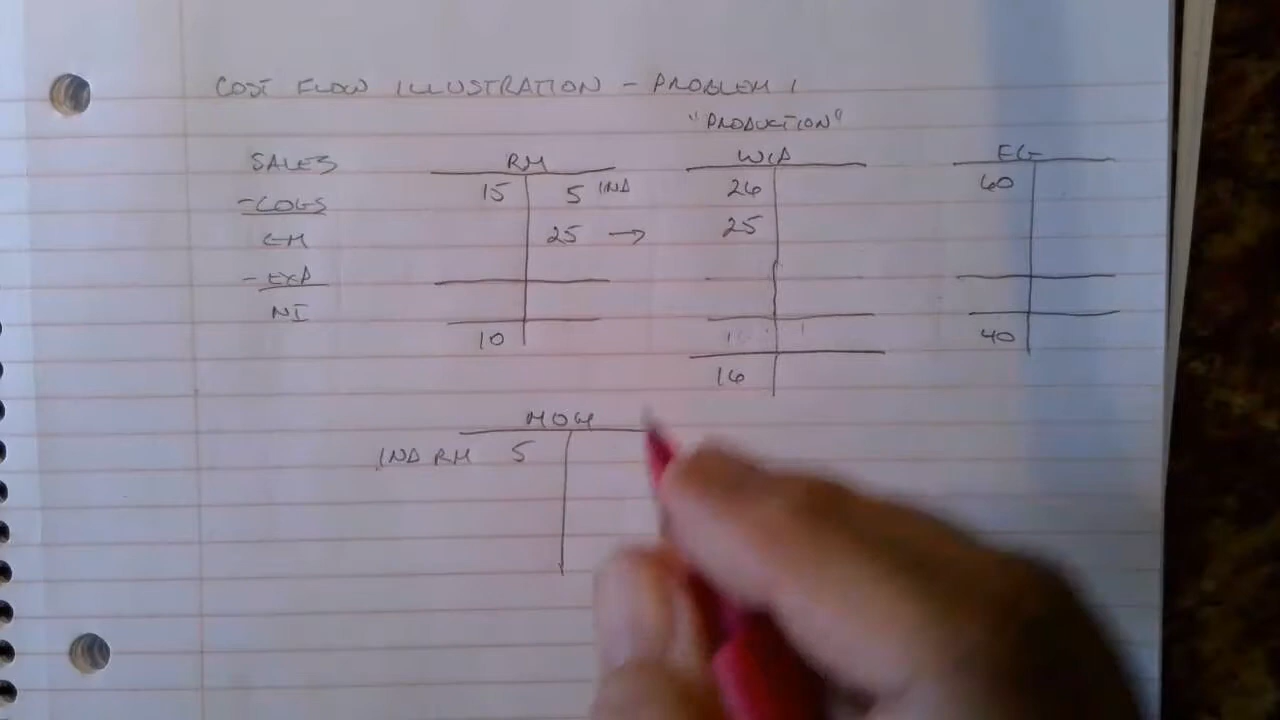 COST FLOW ILLUSTRATION - PROBLEM 1
"PRODUCTION"
SALES RM WIP FG
15 5 IND 26 60
-COGS
GM 25 → 25
-EXP
NI
10 40
16
MOH
IND RM 5